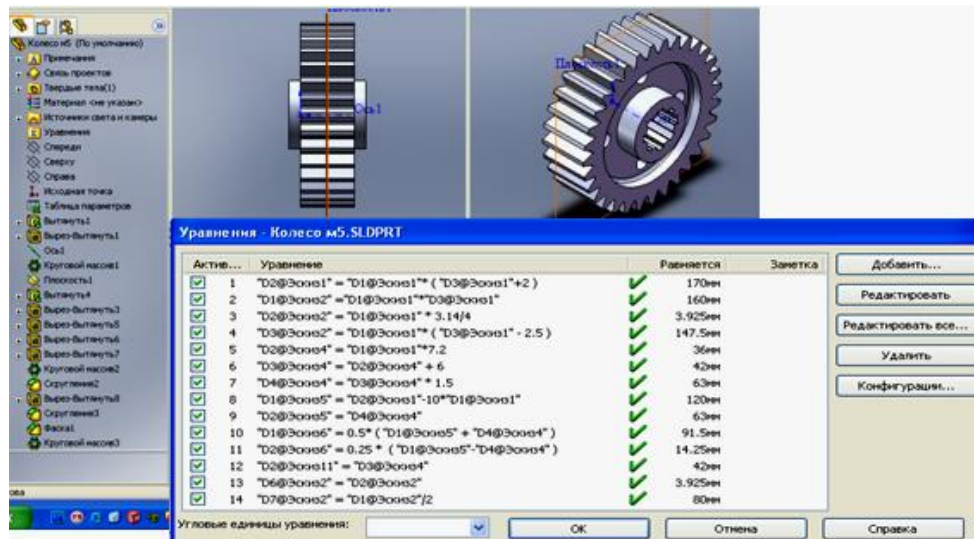 Колесо м5 (По умолчанию)
Примечания
Связь проектов
Твердые тела(1)
Материал <не указан>
Источники света и камеры
Уравнения
Спереди
Сверху
Справа
Исходная точка
Таблица параметров
Вытянуть1
Вырез-Вытянуть1
Ось1
Круговой массив1
Плоскость1
Вытянуть4
Вырез-Вытянуть3
Вырез-Вытянуть5
Вырез-Вытянуть6
Вырез-Вытянуть7
Круговой массив2
Скругление2
Вырез-Вытянуть8
Скругление3
Фаска1
Круговой массив3
Ось1
Уравнения - Колесо м5.SLDPRT
Актив... Уравнение Равняется Заметка
1 "D2@Эскиз1" = "D1@Эскиз1"* ( "D3@Эскиз1"+2 ) 170мм
2 "D1@Эскиз2" ="D1@Эскиз1"*"D3@Эскиз1" 160мм
3 "D2@Эскиз2" = "D1@Эскиз1" * 3.14/4 3.925мм
4 "D3@Эскиз2" = "D1@Эскиз1"* ( "D3@Эскиз1" - 2.5 ) 147.5мм
5 "D2@Эскиз4" = "D1@Эскиз1"*7.2 36мм
6 "D3@Эскиз4" = "D2@Эскиз4" + 6 42мм
7 "D4@Эскиз4" = "D3@Эскиз4" * 1.5 63мм
8 "D1@Эскиз5" = "D2@Эскиз1"-10*"D1@Эскиз1" 120мм
9 "D2@Эскиз5" = "D4@Эскиз4" 63мм
10 "D1@Эскиз6" = 0.5* ( "D1@Эскиз5" + "D4@Эскиз4" ) 91.5мм
11 "D2@Эскиз6" = 0.25 * ( "D1@Эскиз5"-"D4@Эскиз4" ) 14.25мм
12 "D2@Эскиз11" = "D3@Эскиз4" 42мм
13 "D6@Эскиз2" = "D2@Эскиз2" 3.925мм
14 "D7@Эскиз2" = "D1@Эскиз2"/2 80мм
Добавить...
Редактировать
Редактировать все...
Удалить
Конфигурации...
Угловые единицы уравнения:
ОК
Отмена
Справка